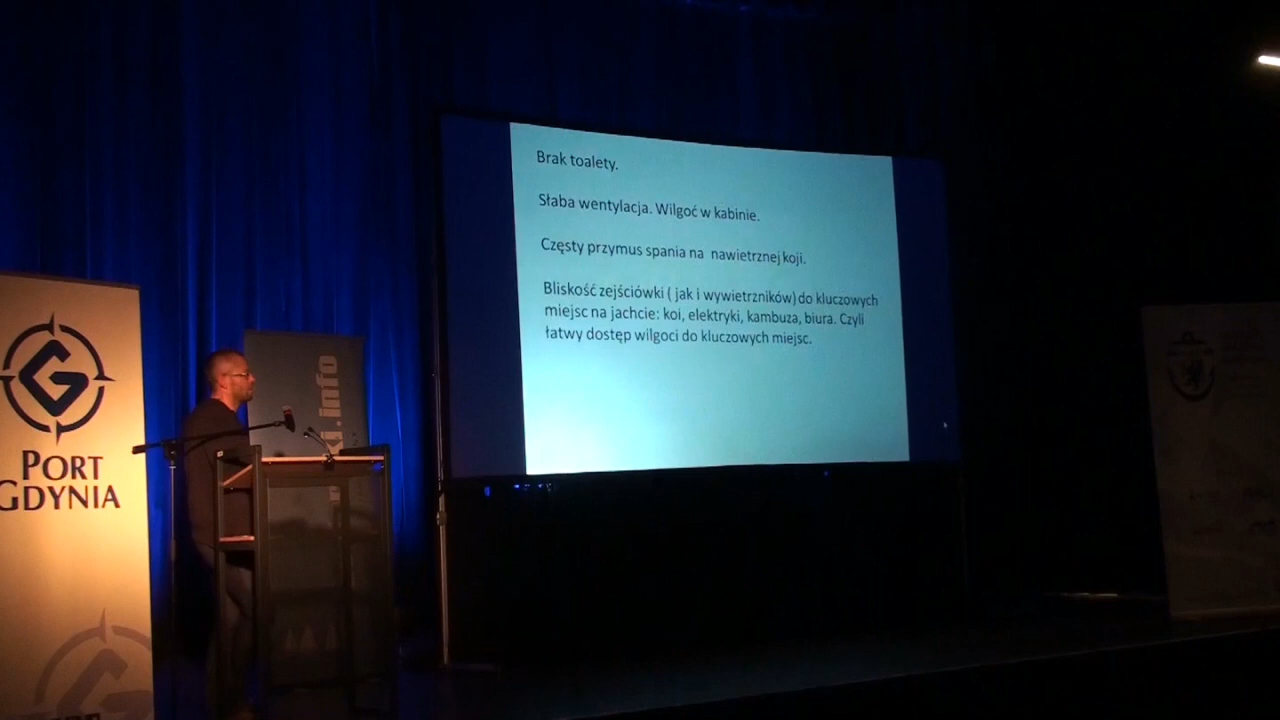 Brak toalety.
Słaba wentylacja. Wilgoć w kabinie.
Częsty przymus spania na nawietrznej koji.
Bliskość zejściówki ( jak i wywietrzników) do kluczowych
miejsc na jachcie: koi, elektryki, kambuza, biura. Czyli
łatwy dostęp wilgoci do kluczowych miejsc.
G
PORT
GDYNIA
.info